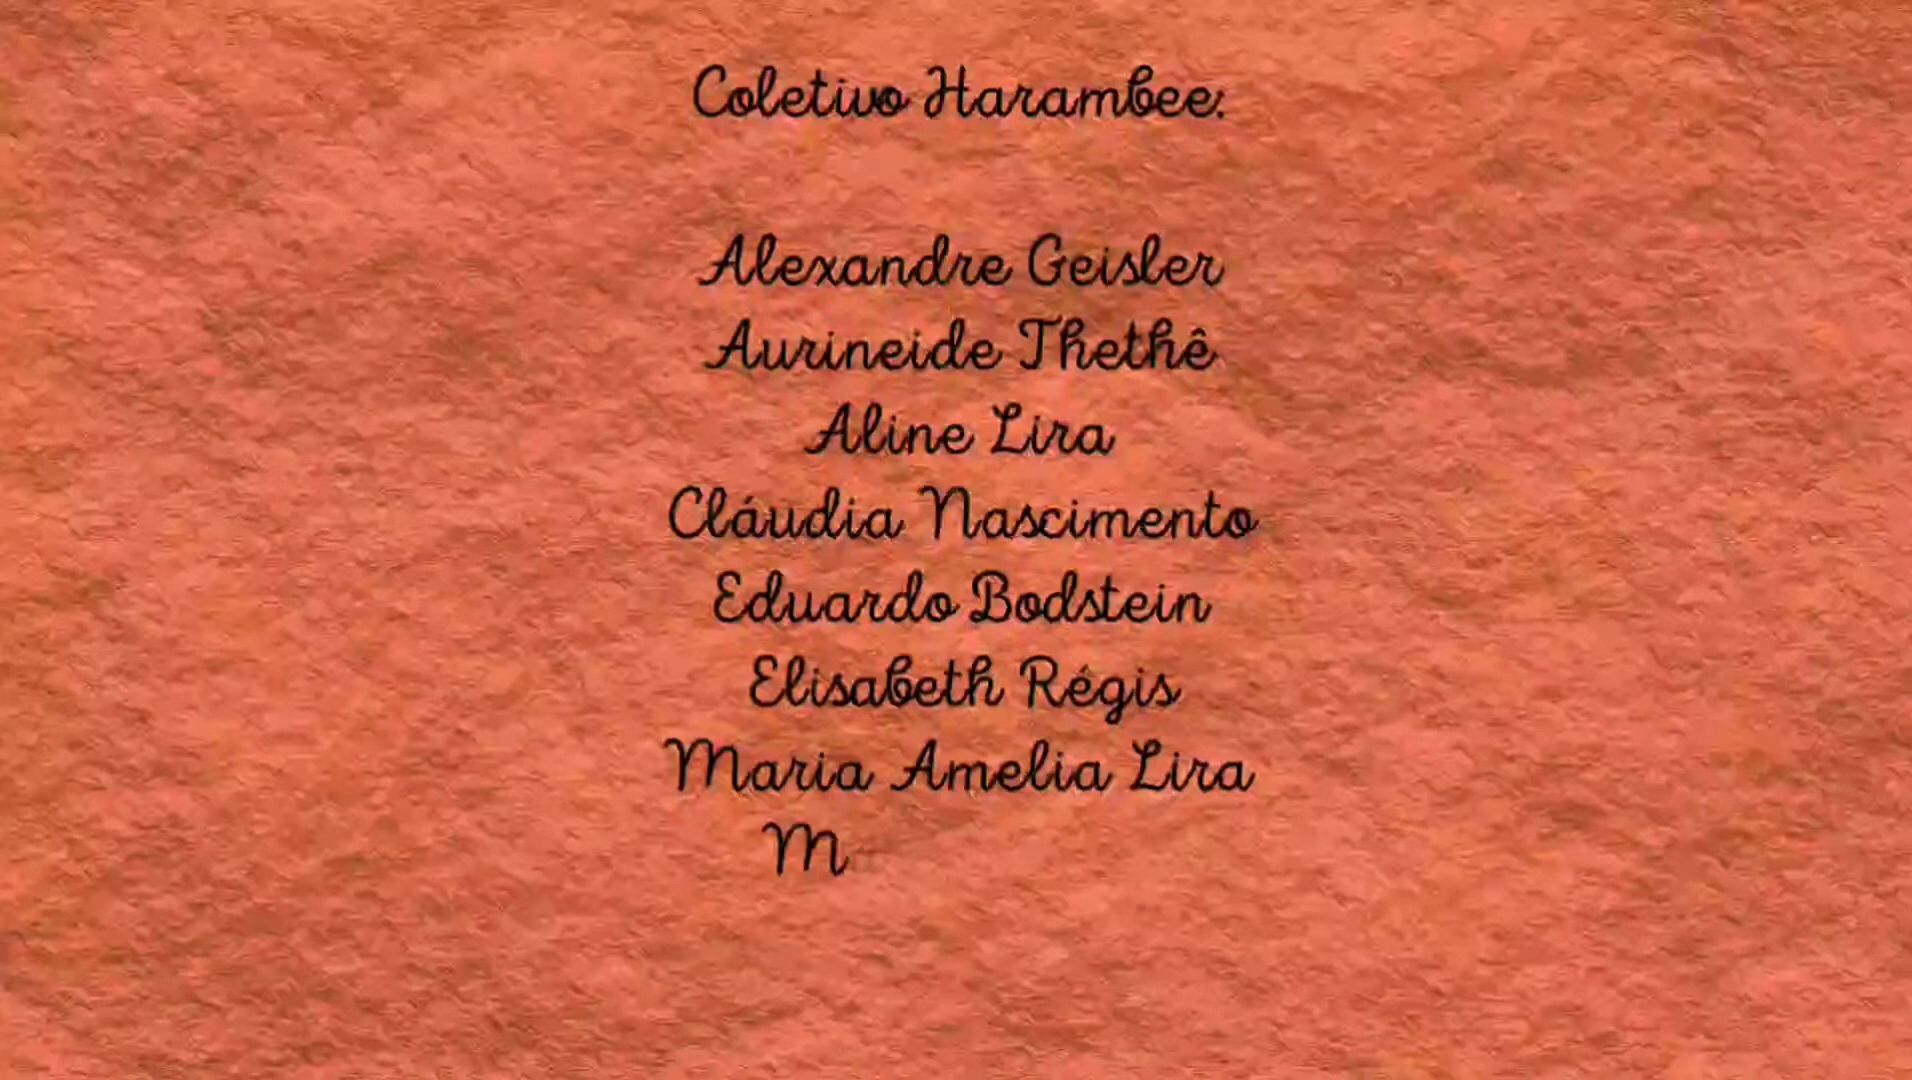 Coletivo Harambee:
Alexandre Geisler
Aurineide Thethê
Aline Lira
Cláudia Nascimento
Eduardo Bodstein
Elisabeth Régis
Maria Amelia Lira
M